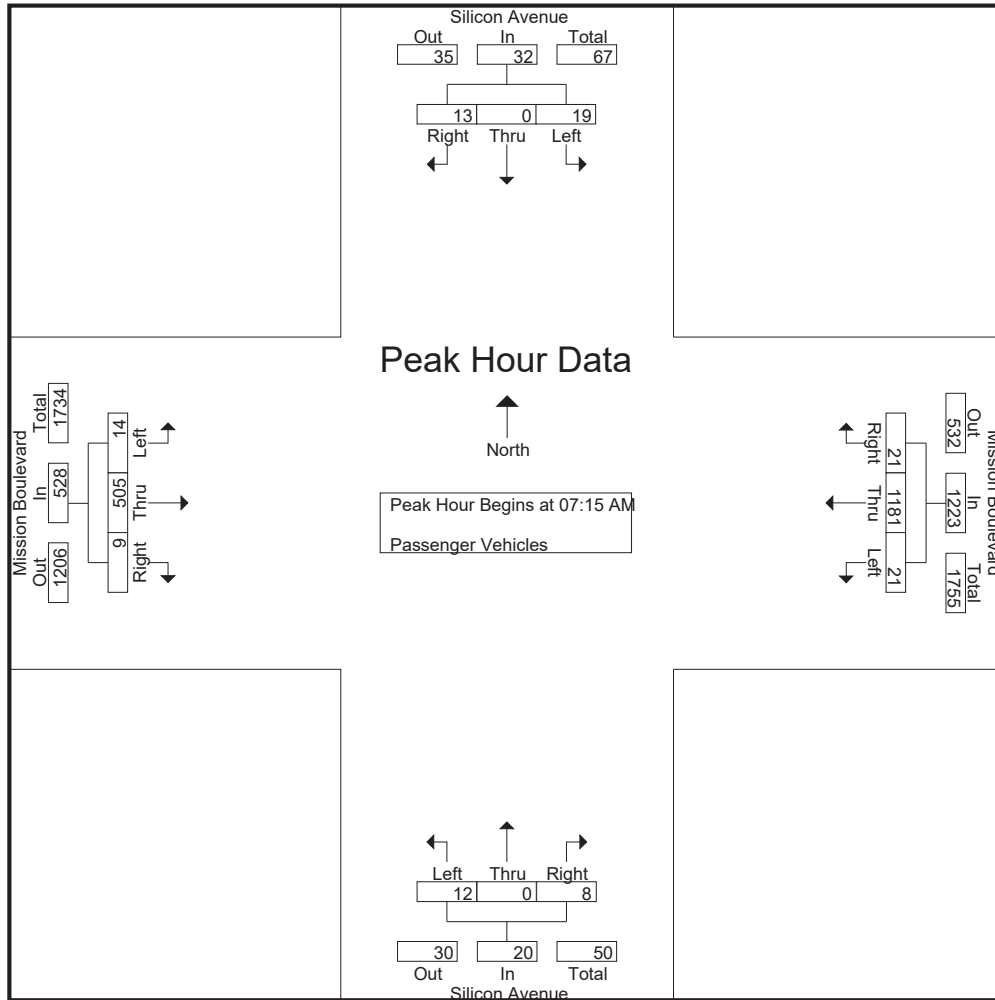 Silicon Avenue
Out In Total
35 32 67
13 0 19
Right Thru Left
Peak Hour Data
North
Peak Hour Begins at 07:15 AM
Passenger Vehicles
Mission Boulevard
Out In Total
1206 528 1734
9 505 14
Right Thru Left
Mission Boulevard
Out In Total
532 1223 1755
21 1181 21
Right Thru Left
Left Thru Right
12 0 8
30 20 50
Out In Total
Silicon Avenue